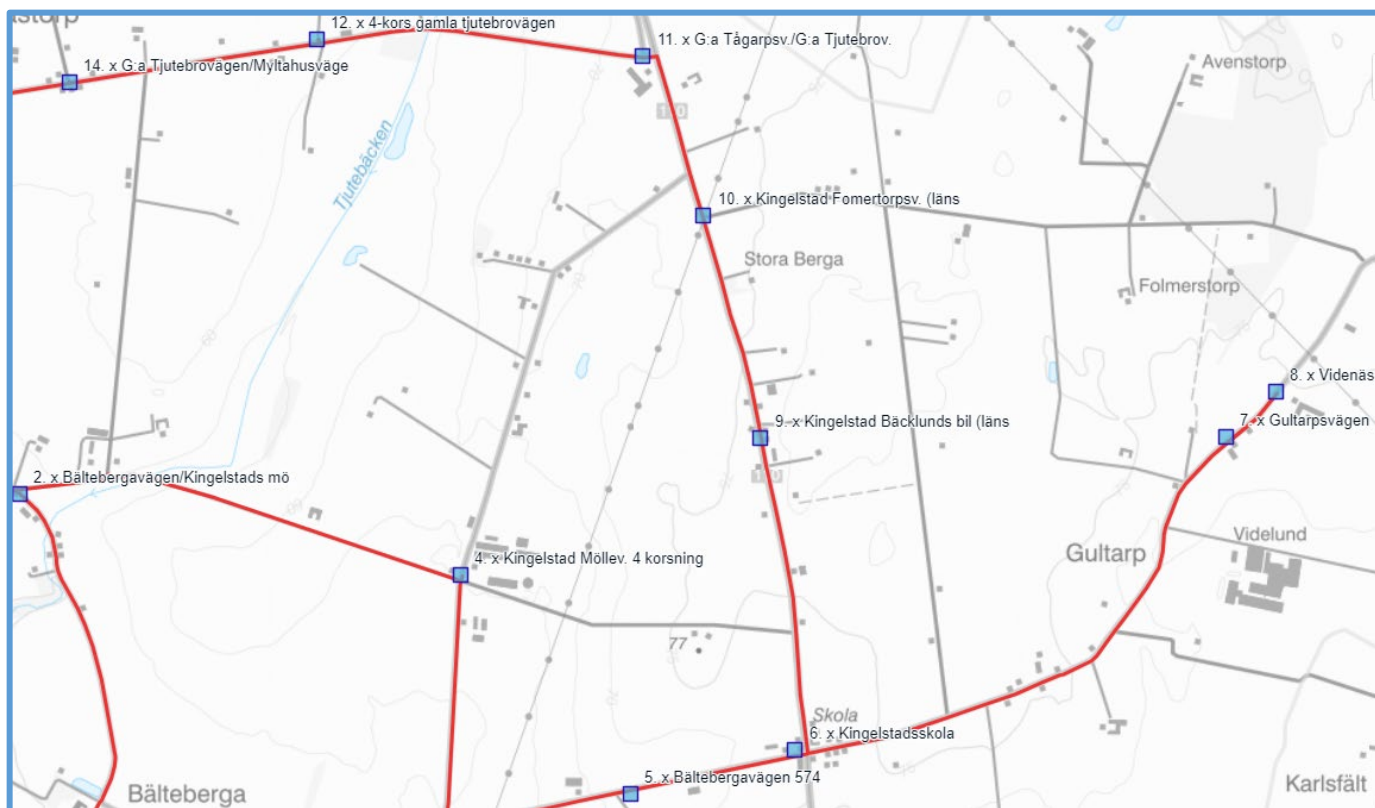 12. x 4-kors gamla tjutebrovägen
11. x G:a Tågarpsv./G:a Tjutebrov.
14. x G:a Tjutebrovägen/Myltahusväge
Avenstorp
Tjutebäcken
10. x Kingelstad Fomertorpsv. (läns
Stora Berga
Folmerstorp
8. x Videnäs
9. x Kingelstad Bäcklunds bil (läns
7. x Gultarpsvägen
2. x Bältebergavägen/Kingelstads mö
Videlund
Gultarp
4. x Kingelstad Möllev. 4 korsning
77
Skola
6. x Kingelstadsskola
5. x Bältebergavägen 574
Bälteberga
Karlsfält